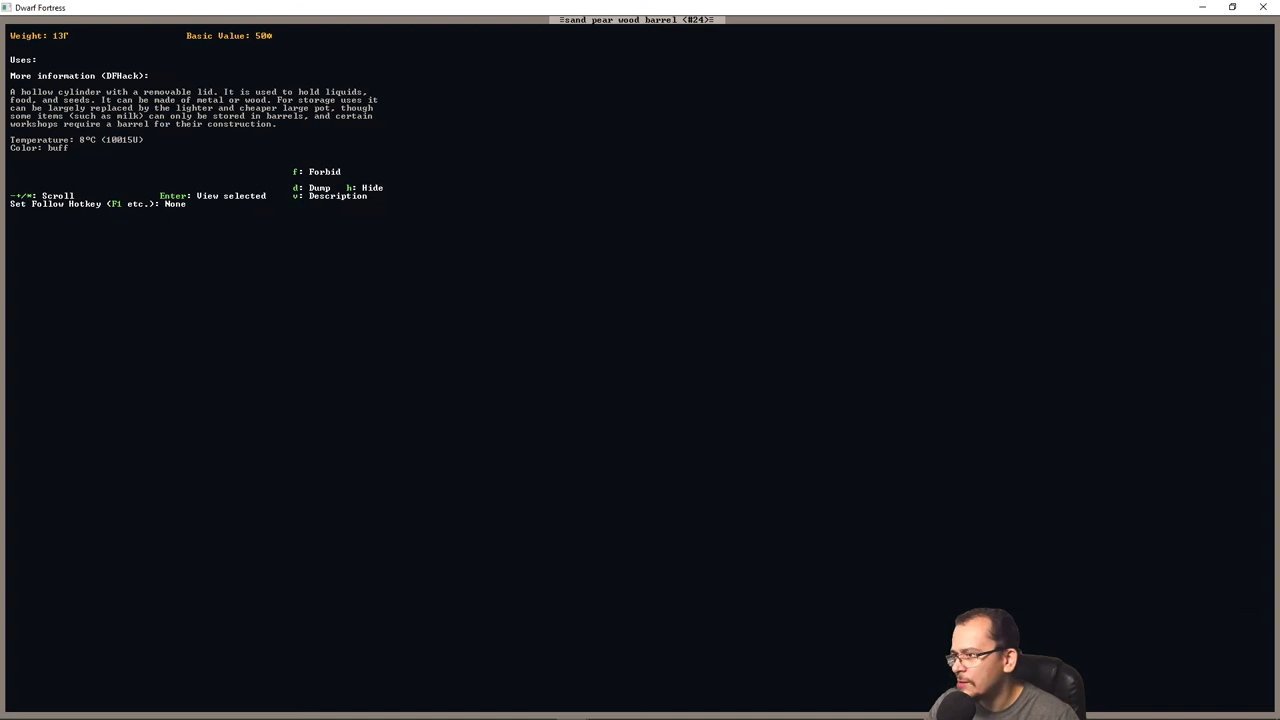 Dwarf Fortress
≡sand pear wood barrel (#24)≡
Weight: 13Γ Basic Value: 50☼
Uses:
More information (DFHack):
A hollow cylinder with a removable lid. It is used to hold liquids,
food, and seeds. It can be made of metal or wood. For storage uses it
can be largely replaced by the lighter and cheaper large pot, though
some items (such as milk) can only be stored in barrels, and certain
workshops require a barrel for their construction.
Temperature: 8°C (10015U)
Color: buff
f: Forbid
d: Dump h: Hide
-+/*: Scroll Enter: View selected v: Description
Set Follow Hotkey (F1 etc.): None